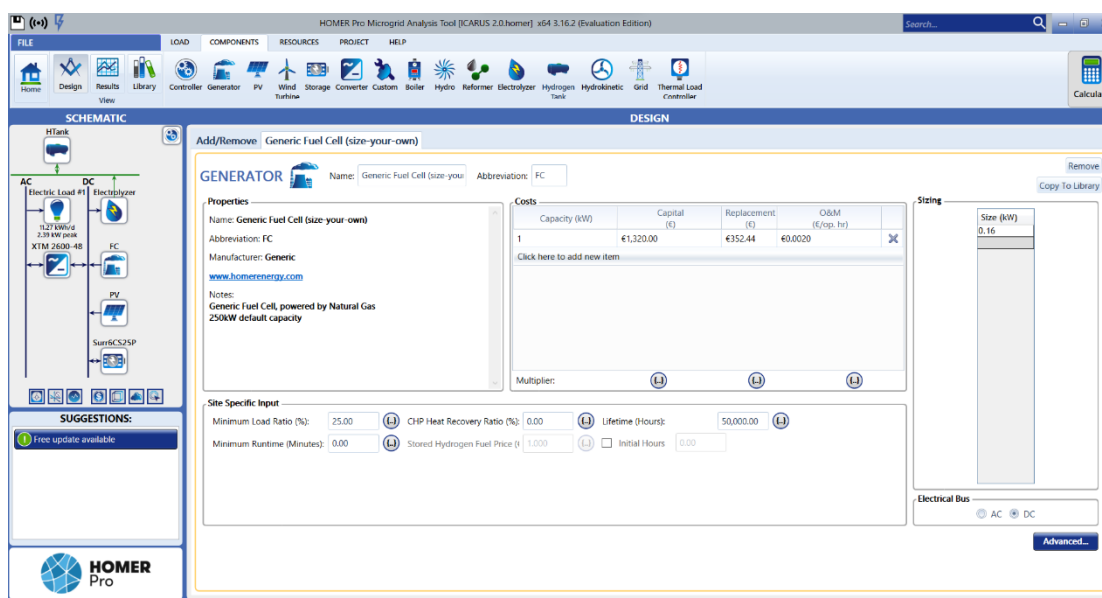 HOMER Pro Microgrid Analysis Tool [ICARUS 2.0.homer] x64 3.16.2 (Evaluation Edition)
Search...
FILE
LOAD COMPONENTS RESOURCES PROJECT HELP
Home Design Results Library Controller Generator PV Wind Turbine Storage Converter Custom Boiler Hydro Reformer Electrolyzer Hydrogen Tank Hydrokinetic Grid Thermal Load Controller
View
Calcula
SCHEMATIC
DESIGN
HTank
AC DC
Electric Load #1 Electrolyzer
11.27 kWh/d
2.39 kW peak
XTM 2600-48 FC
PV
Surr6CS25P
SUGGESTIONS:
Free update available
HOMER
Pro
Add/Remove Generic Fuel Cell (size-your-own)
GENERATOR Name: Generic Fuel Cell (size-you Abbreviation: FC
Remove
Copy To Library
Properties
Name: Generic Fuel Cell (size-your-own)
Abbreviation: FC
Manufacturer: Generic
www.homerenergy.com
Notes:
Generic Fuel Cell, powered by Natural Gas
250kW default capacity
Costs
Capacity (kW) Capital (€) Replacement (€) O&M (€/op. hr)
1 €1,320.00 €352.44 €0.0020
Click here to add new item
Multiplier: (..) (..) (..)
Sizing
Size (kW)
0.16
Site Specific Input
Minimum Load Ratio (%): 25.00 (..) CHP Heat Recovery Ratio (%): 0.00 (..) Lifetime (Hours): 50,000.00 (..)
Minimum Runtime (Minutes): 0.00 (..) Stored Hydrogen Fuel Price ( 1.000 (..) Initial Hours 0.00
Electrical Bus
AC DC
Advanced...